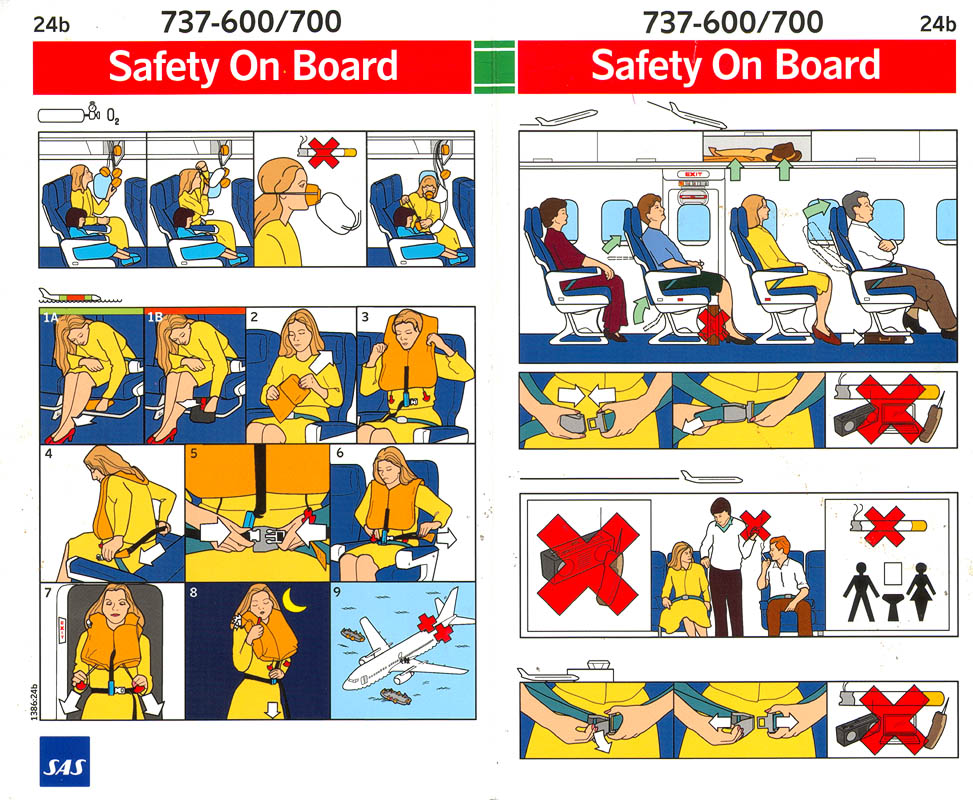 24b
737-600/700
Safety On Board
O2
1A
1B
2
3
4
5
6
7
EXIT
8
9
1386:24b
SAS
737-600/700
24b
Safety On Board
EXIT